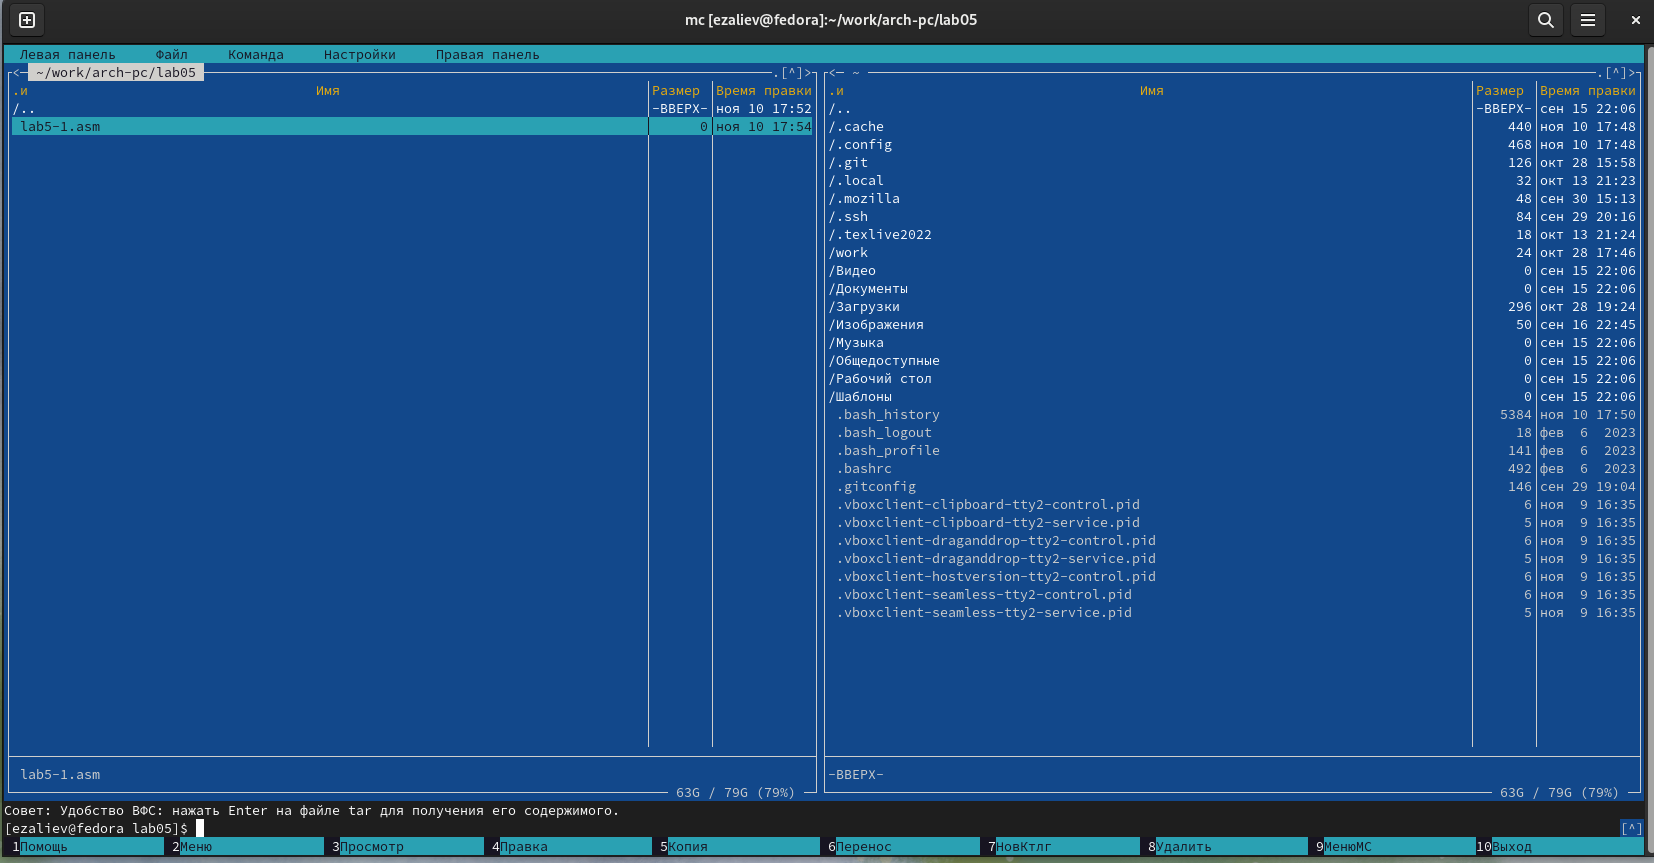 mc [ezaliev@fedora]:~/work/arch-pc/lab05
Левая панель Файл Команда Настройки Правая панель
<─ ~/work/arch-pc/lab05 .[^]>
.и Имя Размер Время правки
/.. -ВВЕРХ- ноя 10 17:52
lab5-1.asm 0 ноя 10 17:54
lab5-1.asm
63G / 79G (79%)
<─ ~ .[^]>
.и Имя Размер Время правки
/.. -ВВЕРХ- сен 15 22:06
/.cache 440 ноя 10 17:48
/.config 468 ноя 10 17:48
/.git 126 окт 28 15:58
/.local 32 окт 13 21:23
/.mozilla 48 сен 30 15:13
/.ssh 84 сен 29 20:16
/.texlive2022 18 окт 13 21:24
/work 24 окт 28 17:46
/Видео 0 сен 15 22:06
/Документы 0 сен 15 22:06
/Загрузки 296 окт 28 19:24
/Изображения 50 сен 16 22:45
/Музыка 0 сен 15 22:06
/Общедоступные 0 сен 15 22:06
/Рабочий стол 0 сен 15 22:06
/Шаблоны 0 сен 15 22:06
.bash_history 5384 ноя 10 17:50
.bash_logout 18 фев 6 2023
.bash_profile 141 фев 6 2023
.bashrc 492 фев 6 2023
.gitconfig 146 сен 29 19:04
.vboxclient-clipboard-tty2-control.pid 6 ноя 9 16:35
.vboxclient-clipboard-tty2-service.pid 5 ноя 9 16:35
.vboxclient-draganddrop-tty2-control.pid 6 ноя 9 16:35
.vboxclient-draganddrop-tty2-service.pid 5 ноя 9 16:35
.vboxclient-hostversion-tty2-control.pid 6 ноя 9 16:35
.vboxclient-seamless-tty2-control.pid 6 ноя 9 16:35
.vboxclient-seamless-tty2-service.pid 5 ноя 9 16:35
-ВВЕРХ-
63G / 79G (79%)
Совет: Удобство ВФС: нажать Enter на файле tar для получения его содержимого.
[ezaliev@fedora lab05]$ [^]
1Помощь 2Меню 3Просмотр 4Правка 5Копия 6Перенос 7НовКтлг 8Удалить 9МенюMC 10Выход